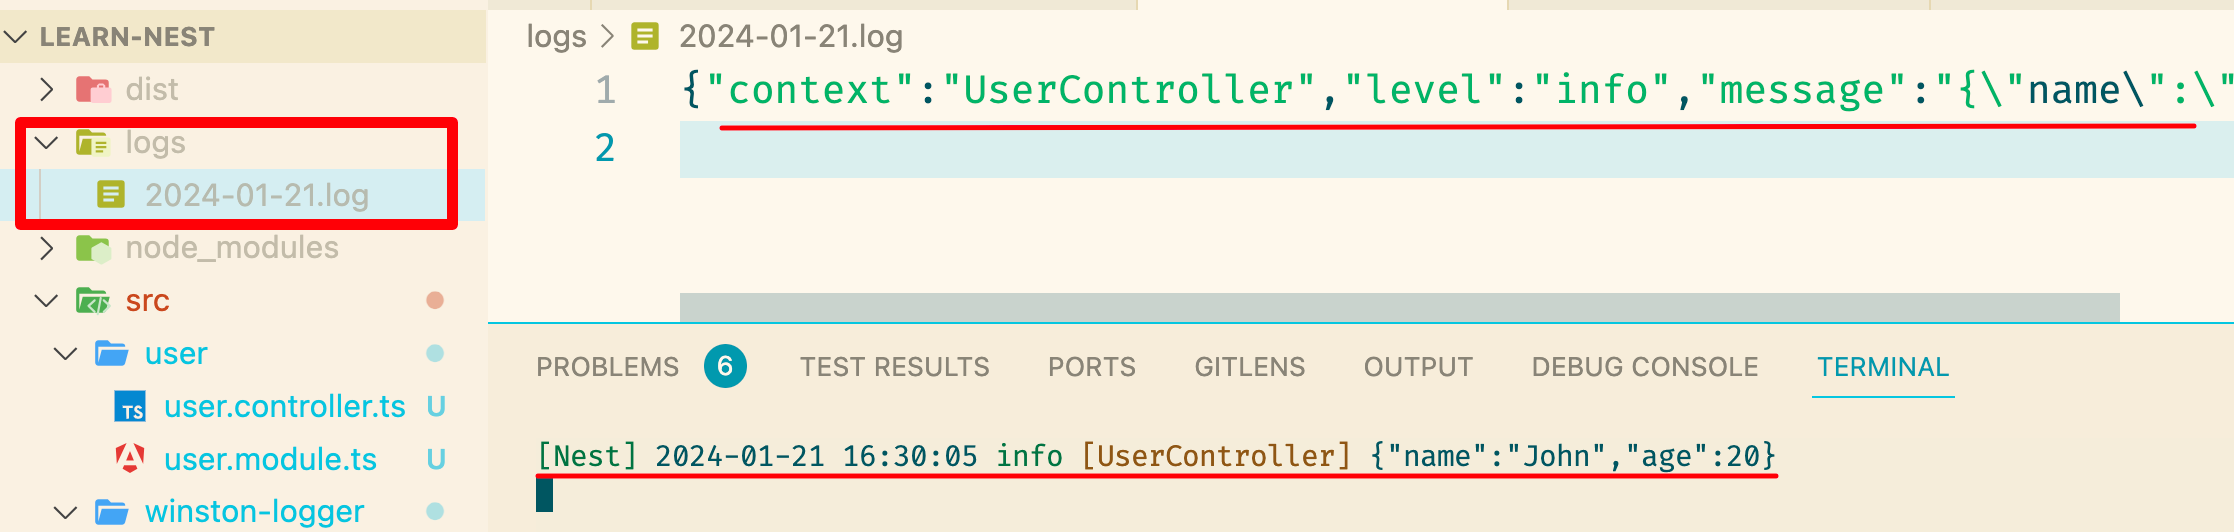 LEARN-NEST
dist
logs
2024-01-21.log
node_modules
src
user
TS user.controller.ts U
user.module.ts U
winston-logger
logs > 2024-01-21.log
1 {"context":"UserController","level":"info","message":"{\"name\":\"
2
PROBLEMS 6 TEST RESULTS PORTS GITLENS OUTPUT DEBUG CONSOLE TERMINAL
[Nest] 2024-01-21 16:30:05 info [UserController] {"name":"John","age":20}